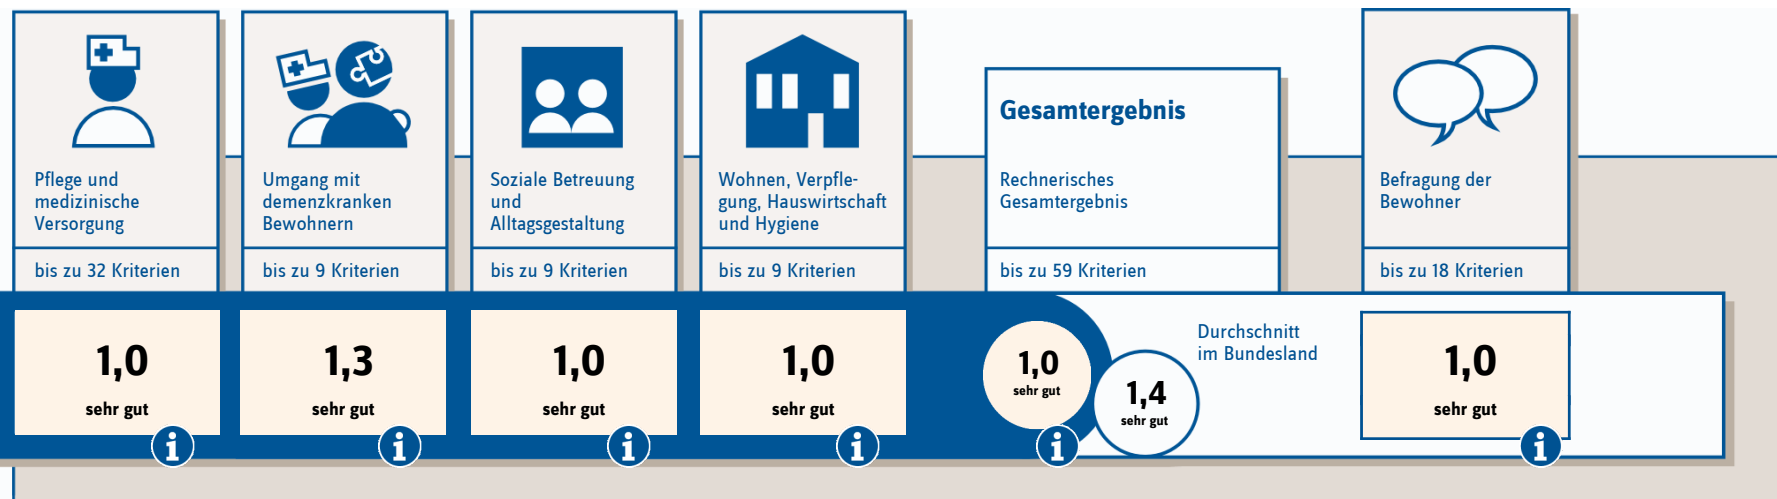 Pflege und
medizinische
Versorgung
bis zu 32 Kriterien
1,0
sehr gut
i
Umgang mit
demenzkranken
Bewohnern
bis zu 9 Kriterien
1,3
sehr gut
i
Soziale Betreuung
und
Alltagsgestaltung
bis zu 9 Kriterien
1,0
sehr gut
i
Wohnen, Verpfle-
gung, Hauswirtschaft
und Hygiene
bis zu 9 Kriterien
1,0
sehr gut
i
Gesamtergebnis
Rechnerisches
Gesamtergebnis
bis zu 59 Kriterien
1,0
sehr gut
i
Durchschnitt
im Bundesland
1,4
sehr gut
Befragung der
Bewohner
bis zu 18 Kriterien
1,0
sehr gut
i